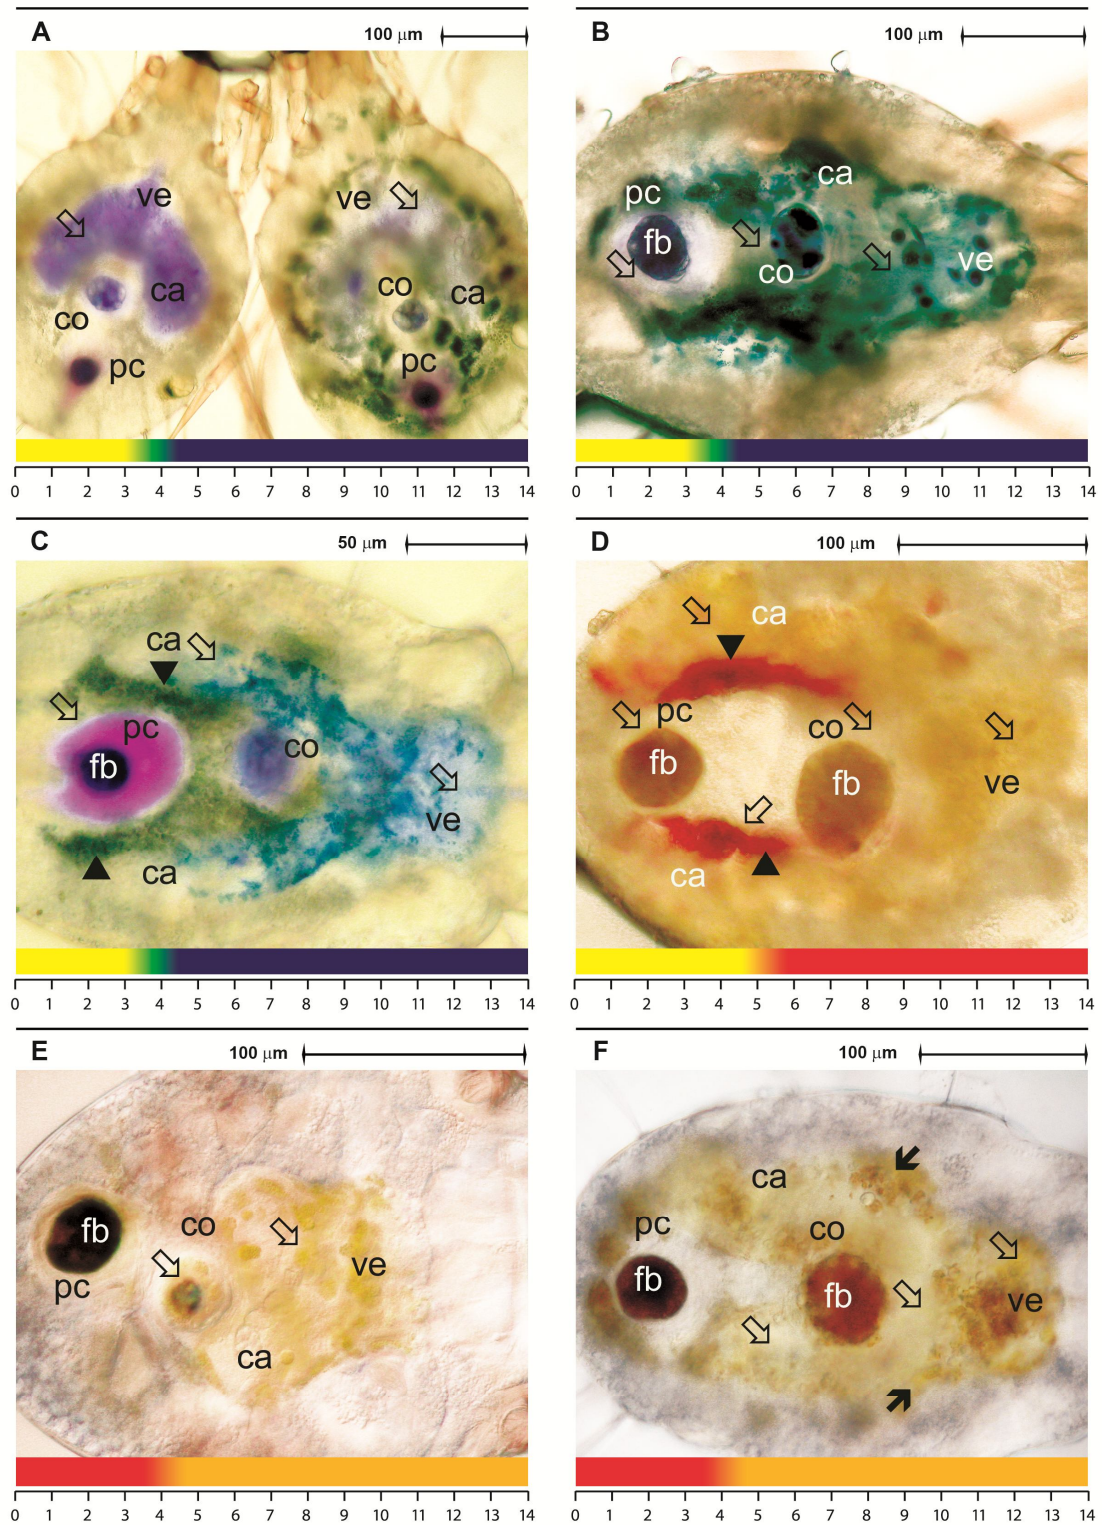 A 100 μm
ve ve
co ca co ca
pc pc
0 1 2 3 4 5 6 7 8 9 10 11 12 13 14
B 100 μm
pc ca
fb
co ve
0 1 2 3 4 5 6 7 8 9 10 11 12 13 14
C 50 μm
ca
pc
fb co
ve
ca
0 1 2 3 4 5 6 7 8 9 10 11 12 13 14
D 100 μm
ca
pc co
fb fb ve
ca
0 1 2 3 4 5 6 7 8 9 10 11 12 13 14
E 100 μm
fb co
pc ve
ca
0 1 2 3 4 5 6 7 8 9 10 11 12 13 14
F 100 μm
ca
pc co
fb fb ve
0 1 2 3 4 5 6 7 8 9 10 11 12 13 14